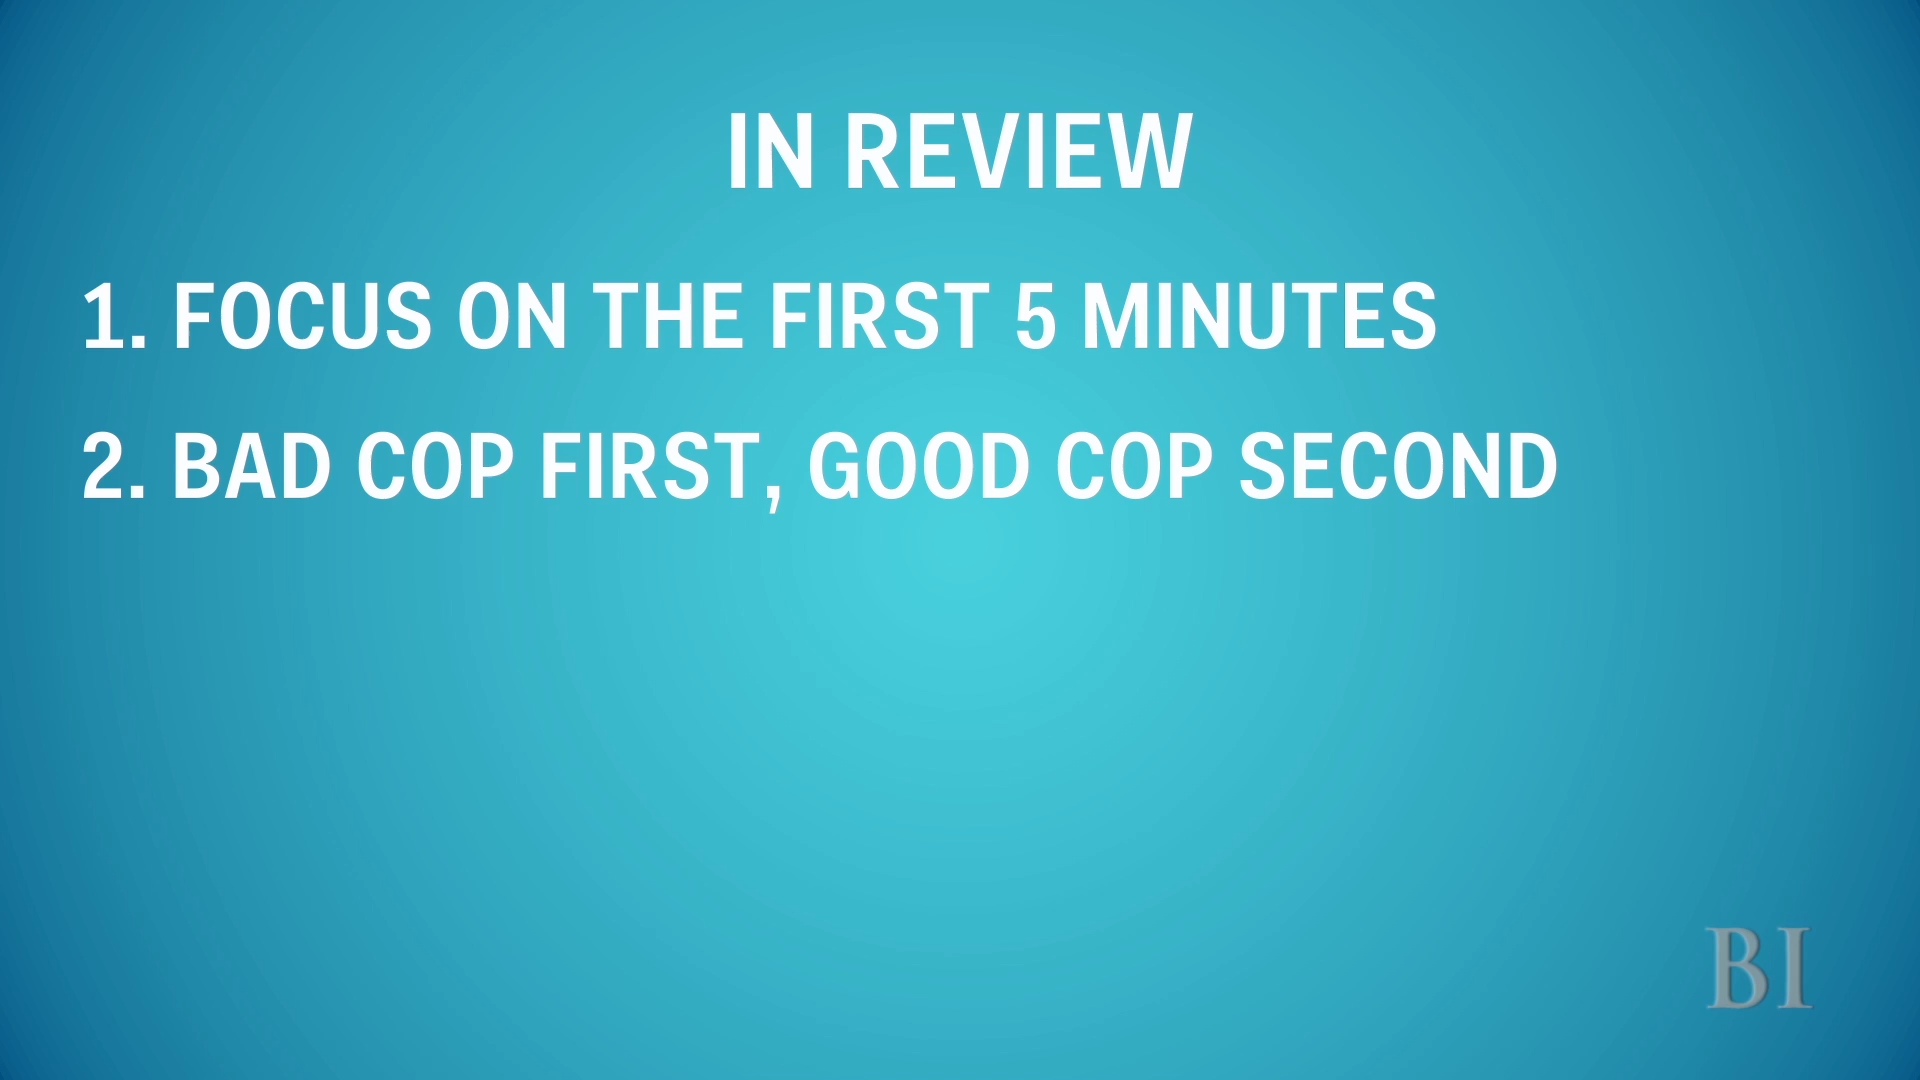 IN REVIEW
1. FOCUS ON THE FIRST 5 MINUTES
2. BAD COP FIRST, GOOD COP SECOND
BI